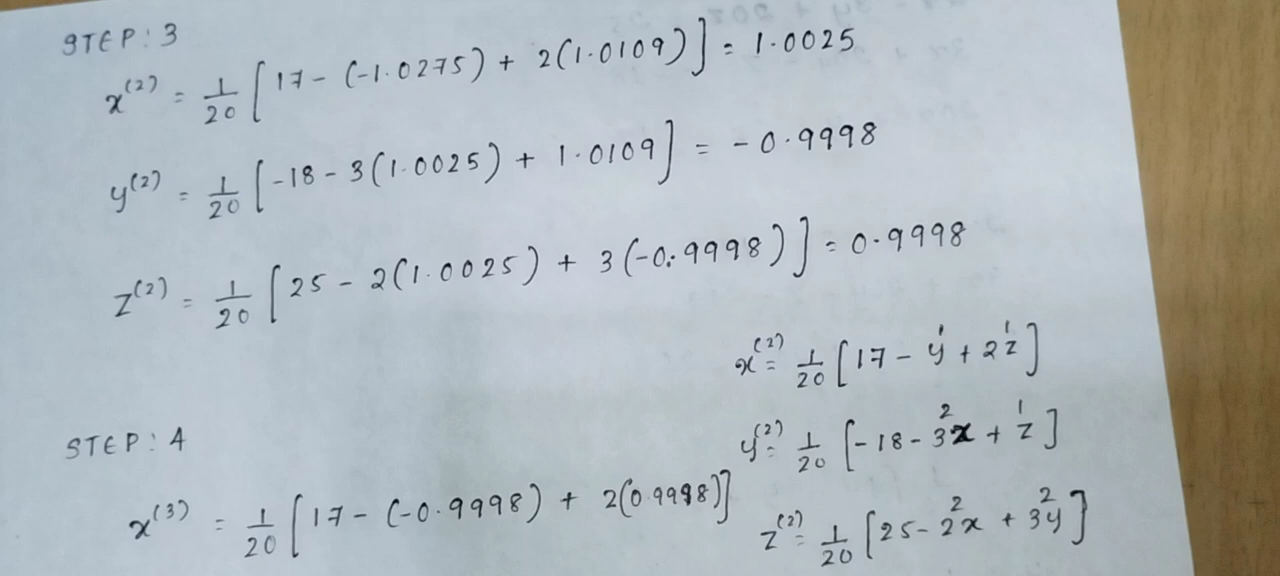 STEP: 3
x^(2) = 1/20 [17 - (-1.0275) + 2(1.0109)] = 1.0025
y^(2) = 1/20 [-18 - 3(1.0025) + 1.0109] = -0.9998
z^(2) = 1/20 [25 - 2(1.0025) + 3(-0.9998)] = 0.9998
x^(2) = 1/20 [17 - y^1 + 2z^1]
y^(2) = 1/20 [-18 - 3x^2 + z^1]
z^(2) = 1/20 [25 - 2x^2 + 3y^2]
STEP: 4
x^(3) = 1/20 [17 - (-0.9998) + 2(0.9998)]